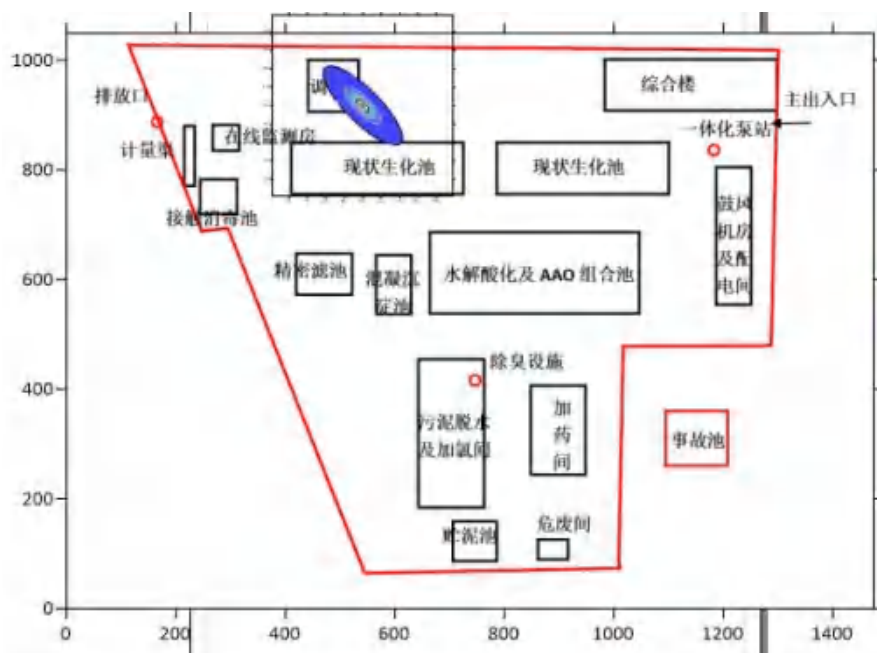 1000
800
600
400
200
0
0
200
400
600
800
1000
1200
1400
排放口
调
综合楼
主出入口
在线监测房
计量渠
一体化泵站
现状生化池
现状生化池
接触消毒池
鼓风
机房
及配
电间
精密滤池
混凝沉
淀池
水解酸化及 AAO 组合池
除臭设施
污泥脱水
及加氯间
加
药
间
事故池
贮泥池
危废间